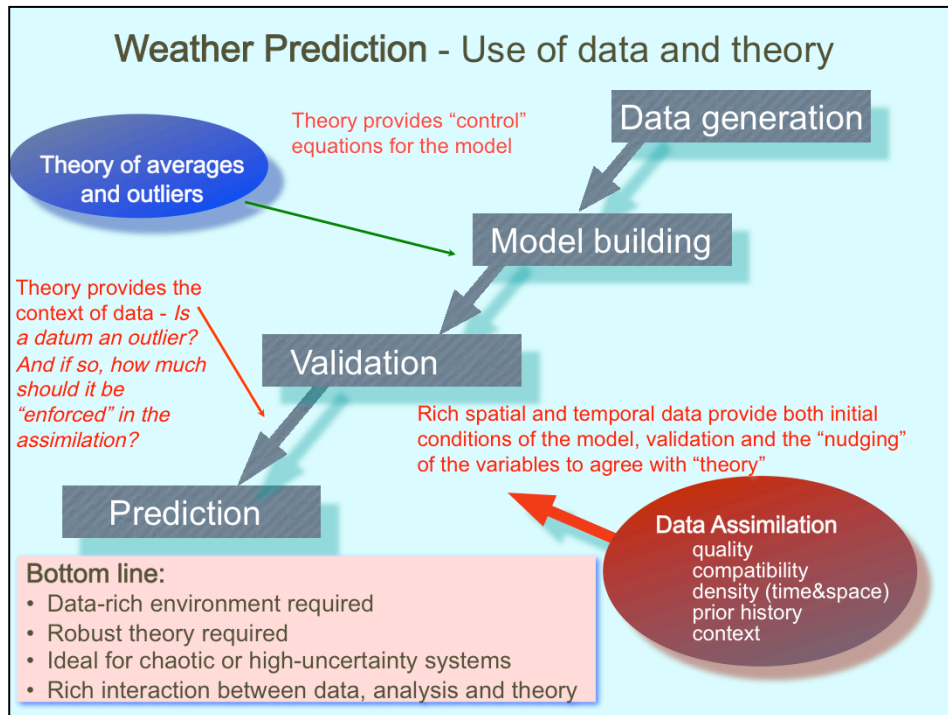 Weather Prediction - Use of data and theory
Theory provides “control”
equations for the model
Data generation
Theory of averages
and outliers
Model building
Theory provides the
context of data - Is
a datum an outlier?
And if so, how much
should it be
“enforced” in the
assimilation?
Validation
Rich spatial and temporal data provide both initial
conditions of the model, validation and the “nudging”
of the variables to agree with “theory”
Prediction
Data Assimilation
quality
compatibility
density (time&space)
prior history
context
Bottom line:
• Data-rich environment required
• Robust theory required
• Ideal for chaotic or high-uncertainty systems
• Rich interaction between data, analysis and theory